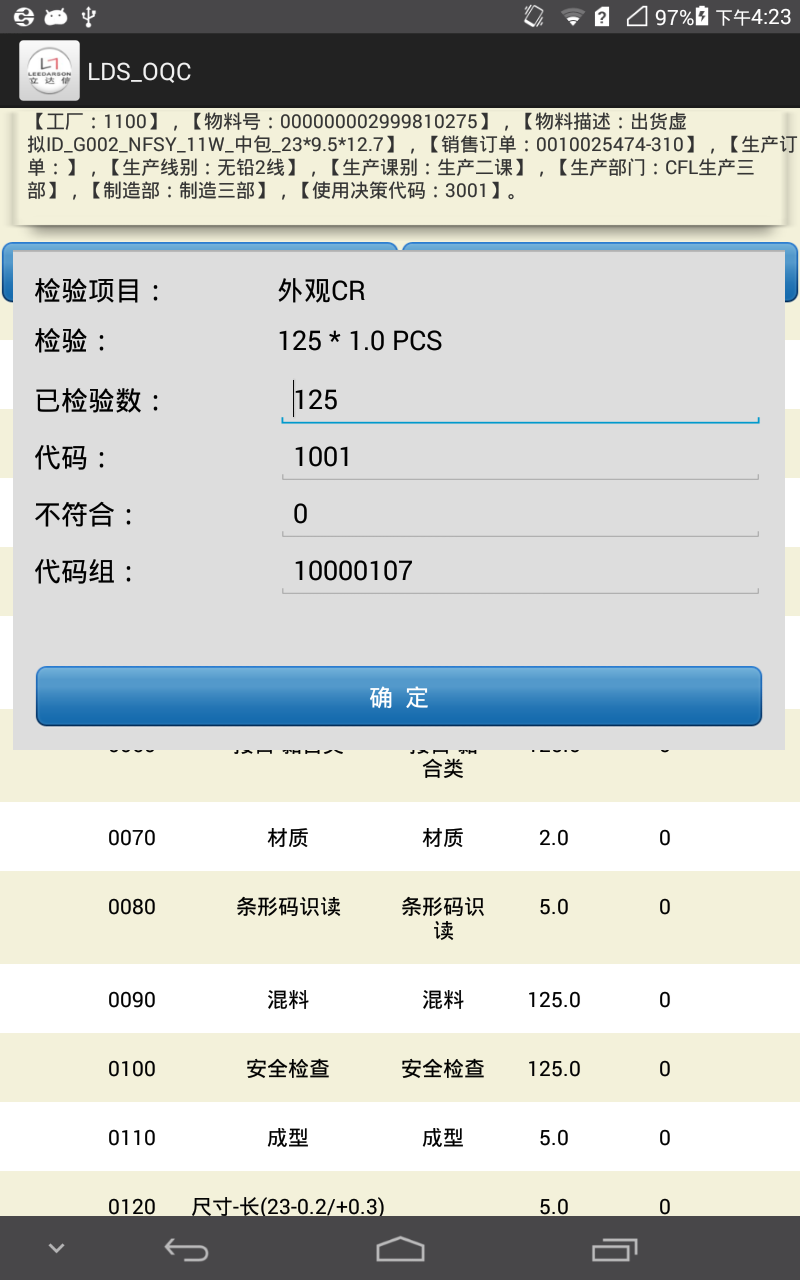 97% 下午4:23
LEEDARSON
立达信
LDS_OQC
【工厂：1100】，【物料号：000000002999810275】，【物料描述：出货虚
拟ID_G002_NFSY_11W_中包_23*9.5*12.7】，【销售订单：0010025474-310】，【生产订
单：】，【生产线别：无铅2线】，【生产课别：生产二课】，【生产部门：CFL生产三
部】，【制造部：制造三部】，【使用决策代码：3001】。
检验项目： 外观CR
检验： 125 * 1.0 PCS
已检验数： 125
代码： 1001
不符合： 0
代码组： 10000107
确 定
合类
0070 材质 材质 2.0 0
0080 条形码识读 条形码识 5.0 0
读
0090 混料 混料 125.0 0
0100 安全检查 安全检查 125.0 0
0110 成型 成型 5.0 0
0120 尺寸-长(23-0.2/+0.3) 5.0 0